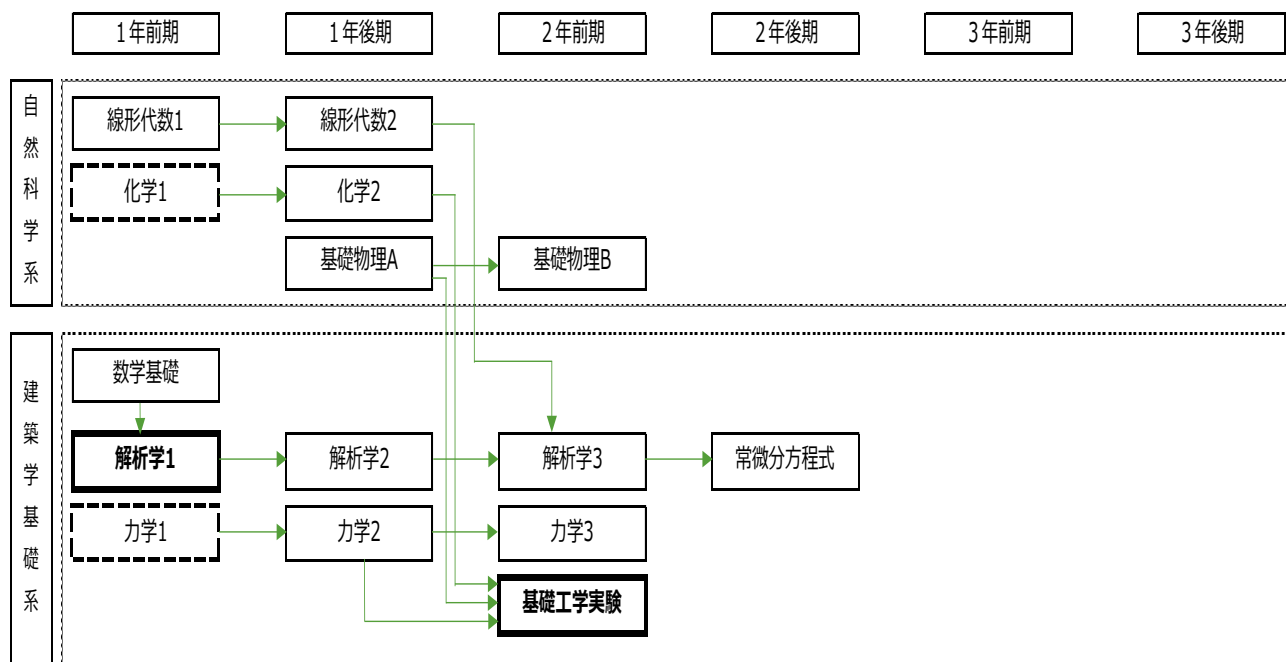 1年前期
1年後期
2年前期
2年後期
3年前期
3年後期
自然科学系
線形代数1
線形代数2
化学1
化学2
基礎物理A
基礎物理B
建築学基礎系
数学基礎
解析学1
解析学2
解析学3
常微分方程式
力学1
力学2
力学3
基礎工学実験